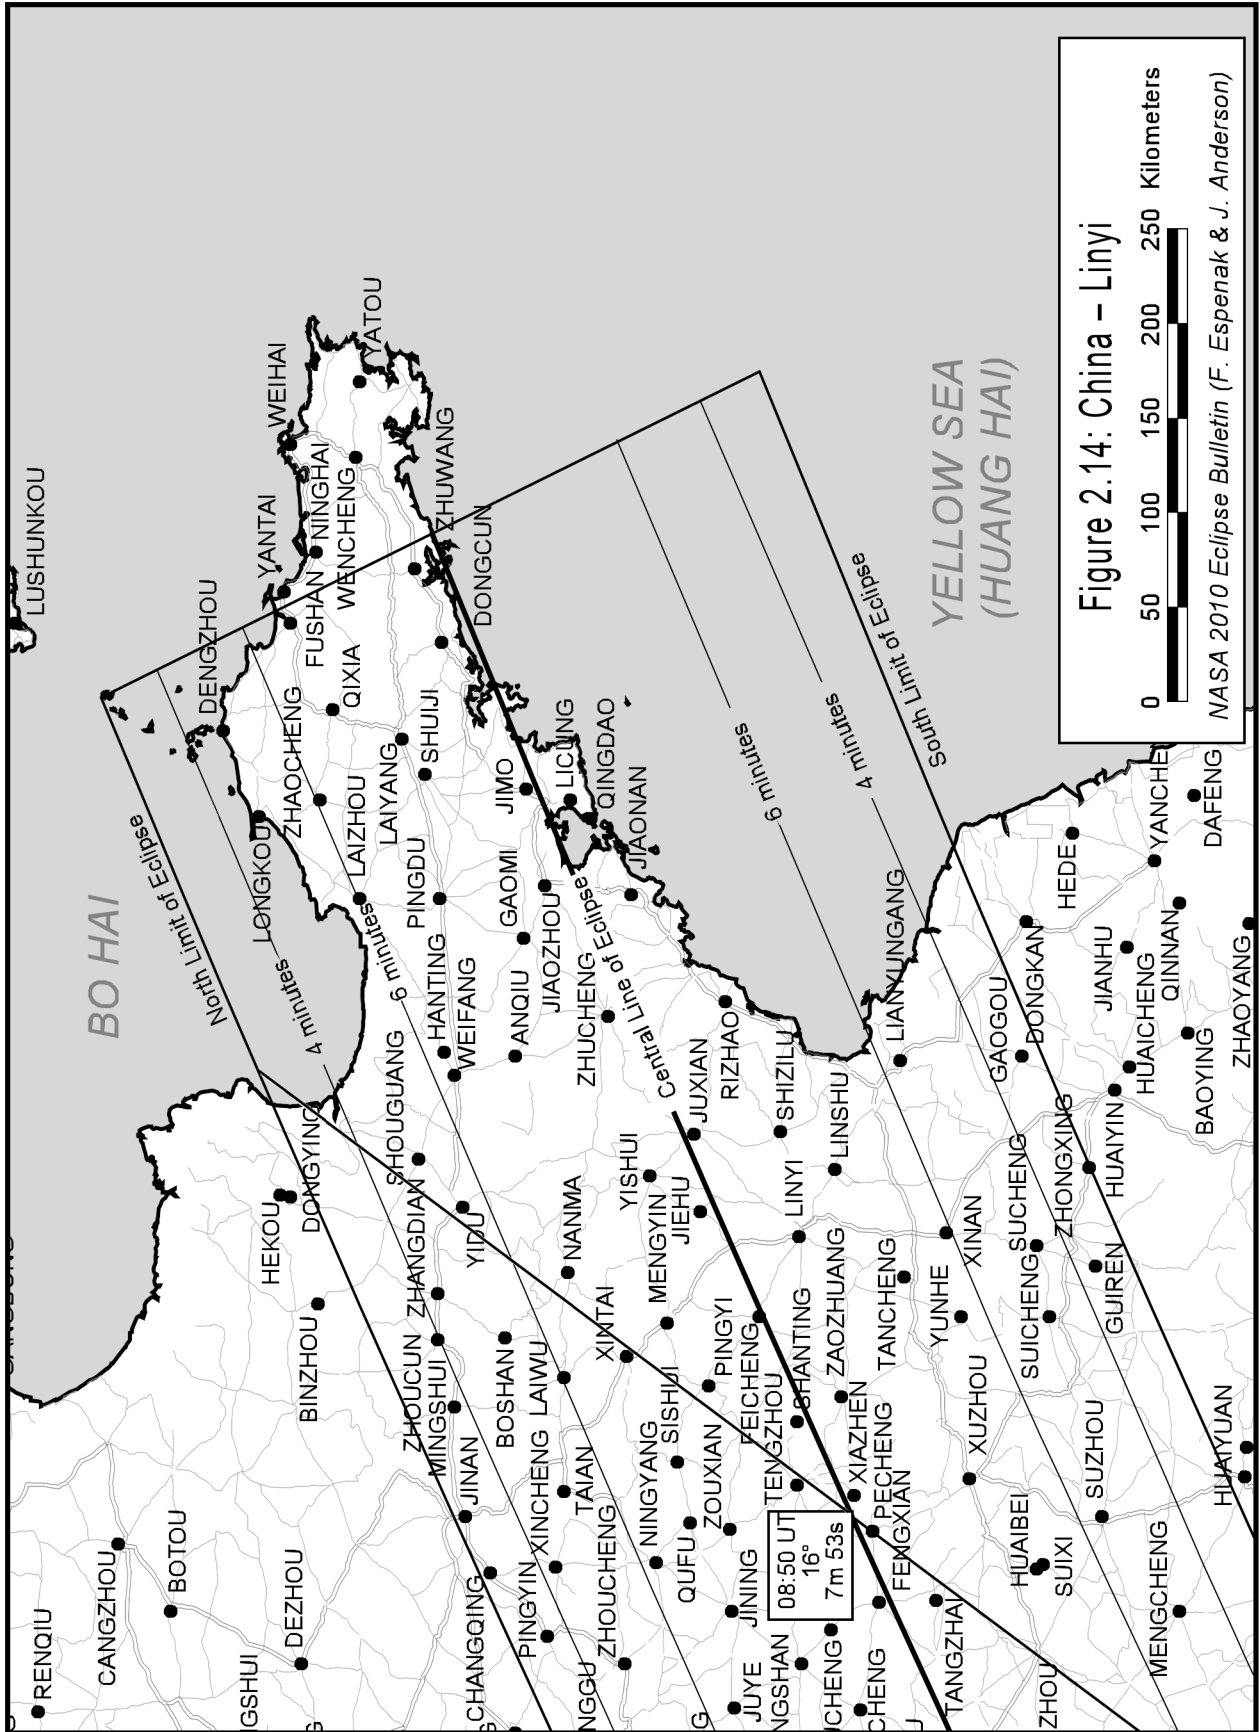 LUSHUNKOU
BO HAI
YELLOW SEA
(HUANG HAI)
Figure 2.14: China – Linyi
0 50 100 150 200 250 Kilometers
NASA 2010 Eclipse Bulletin (F. Espenak & J. Anderson)
North Limit of Eclipse
4 minutes
6 minutes
Central Line of Eclipse
6 minutes
4 minutes
South Limit of Eclipse
08:50 UT
16°
7m 53s
RENQIU
CANGZHOU
BOTOU
DEZHOU
GSHUI
HEKOU
DONGYING
BINZHOU
DENGZHOU
YANTAI
WEIHAI
YATOU
NINGHAI
WENCHENG
FUSHAN
QIXIA
ZHAOCHENG
LONGKOU
LAIZHOU
LAIYANG
SHUIJI
ZHUWANG
DONGCUN
PINGDU
JIMO
LICUNG
QINGDAO
JIAONAN
GAOMI
JIAOZHOU
HANTING
WEIFANG
ANQIU
ZHUCHENG
SHOUGUANG
ZHANGDIAN
YIDU
ZHOUCUN
MINGSHUI
BOSHAN
JINAN
LAIWU
NANMA
XINTAI
MENGYIN
YISHUI
JIEHU
JUXIAN
RIZHAO
SHIZILU
LINSHU
LINYI
LIANYUNGANG
CHANGQING
XINCHENG
TAIAN
PINGYIN
ZHOUCHENG
NGGU
NINGYANG
SISHUI
PINGYI
FEICHENG
QUFU
ZOUXIAN
TENGZHOU
SHANTING
ZAOZHUANG
TANCHENG
JINING
JUYE
NGSHAN
UCHENG
CHENG
XIAZHEN
PECHENG
FENGXIAN
TANGZHAI
ZHOU
XUZHOU
YUNHE
XINAN
SUCHENG
SUICHENG
ZHONGXING
GUIREN
HUAIYIN
HUAIBEI
SUIXI
SUZHOU
MENGCHENG
HUAIYUAN
GAOGOU
DONGKAN
HEDE
JIANHU
HUAICHENG
QINNAN
YANCHE
DAFENG
BAOYING
ZHAOYANG